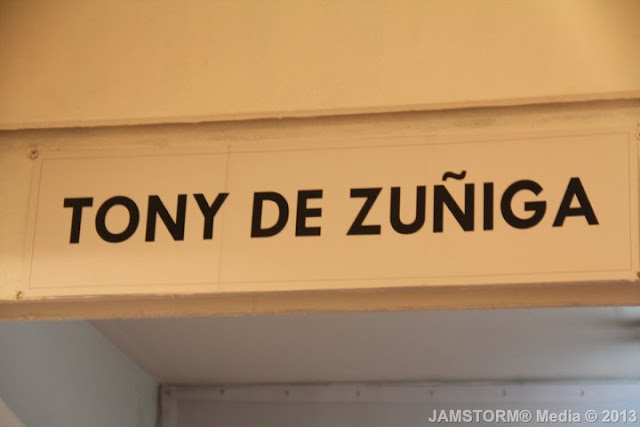 TONY DE ZUÑIGA
JAMSTORM® Media © 2013